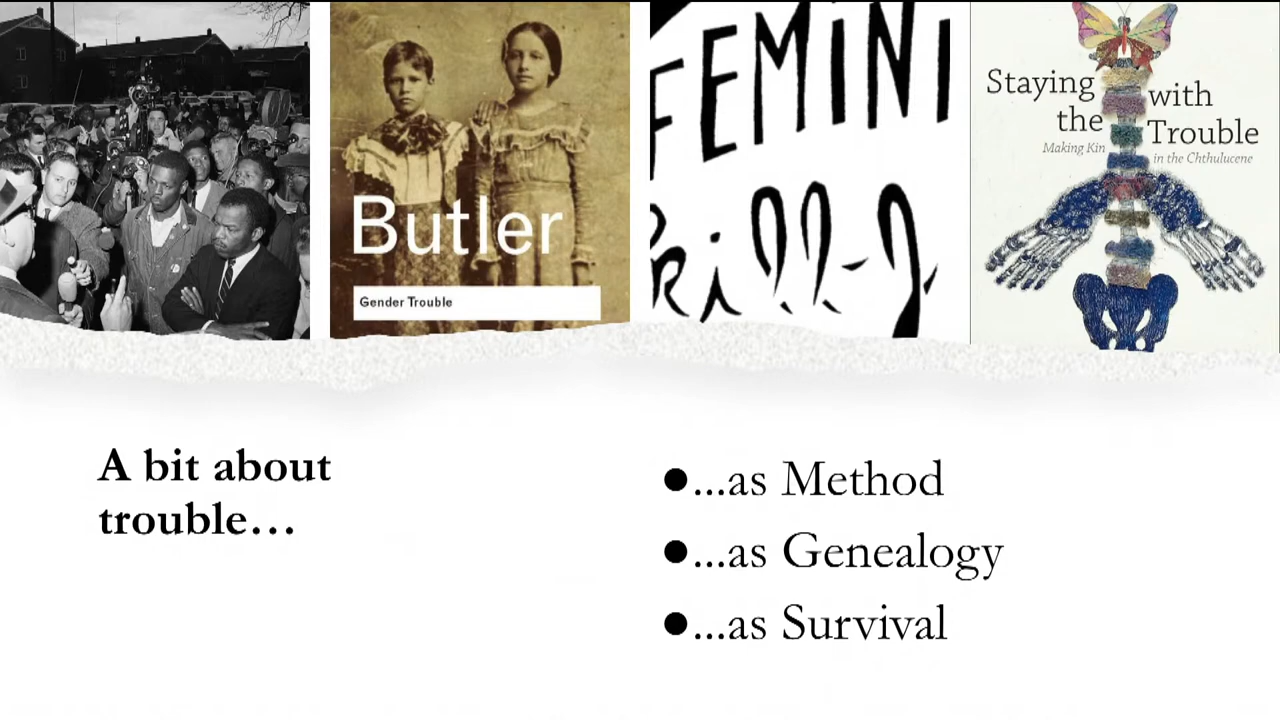 Butler
Gender Trouble
FEMINI
kill-J
Staying with
the Trouble
Making Kin in the Chthulucene
A bit about
trouble…
●...as Method
●...as Genealogy
●...as Survival